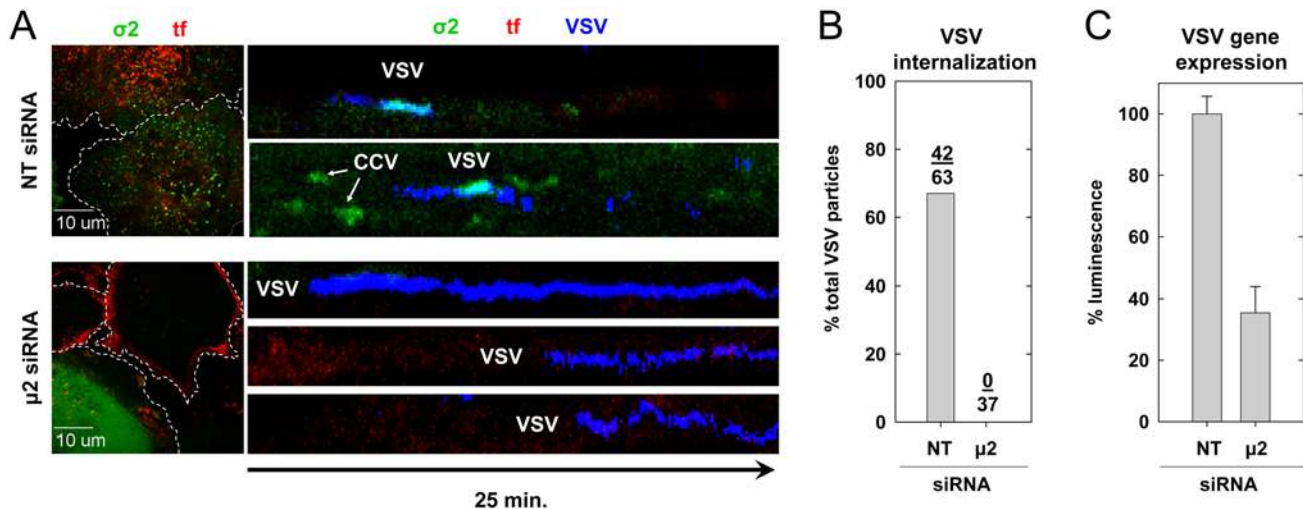 A
σ2 tf
σ2 tf VSV
NT siRNA
10 um
VSV
CCV
VSV
µ2 siRNA
10 um
VSV
VSV
VSV
25 min.
B
VSV
internalization
% total VSV particles
100
80
60
40
20
0
42
63
0
37
NT µ2
siRNA
C
VSV gene
expression
% luminescence
100
80
60
40
20
0
NT µ2
siRNA